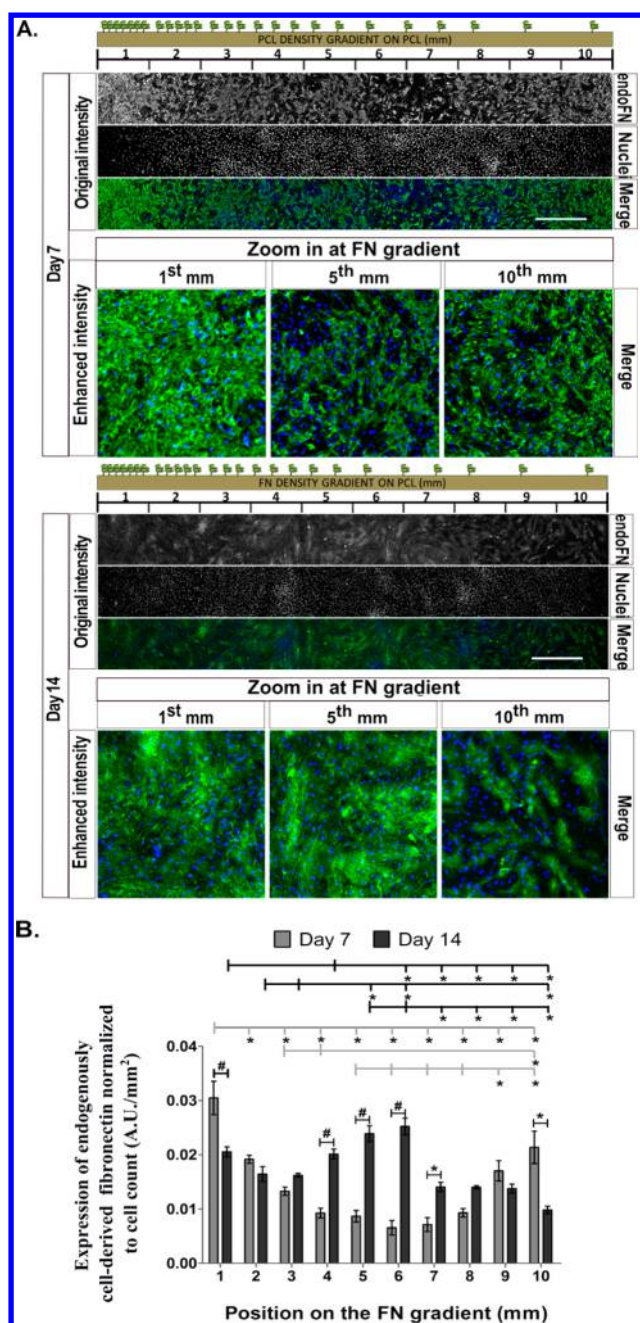 A.
PCL DENSITY GRADIENT ON PCL (mm)
1 2 3 4 5 6 7 8 9 10
Day 7
Original intensity
endoFN
Nuclei
Merge
Zoom in at FN gradient
1st mm 5th mm 10th mm
Enhanced intensity
Merge
FN DENSITY GRADIENT ON PCL (mm)
1 2 3 4 5 6 7 8 9 10
Day 14
Original intensity
endoFN
Nuclei
Merge
Zoom in at FN gradient
1st mm 5th mm 10th mm
Enhanced intensity
Merge
B.
Day 7 Day 14
* * * * *
* * *
* * * *
* * * * * * * * *
*
* *
# # # # * *
Expression of endogenously
cell-derived fibronectin normalized
to cell count (A.U./mm²)
0.04
0.03
0.02
0.01
0.00
1 2 3 4 5 6 7 8 9 10
Position on the FN gradient (mm)